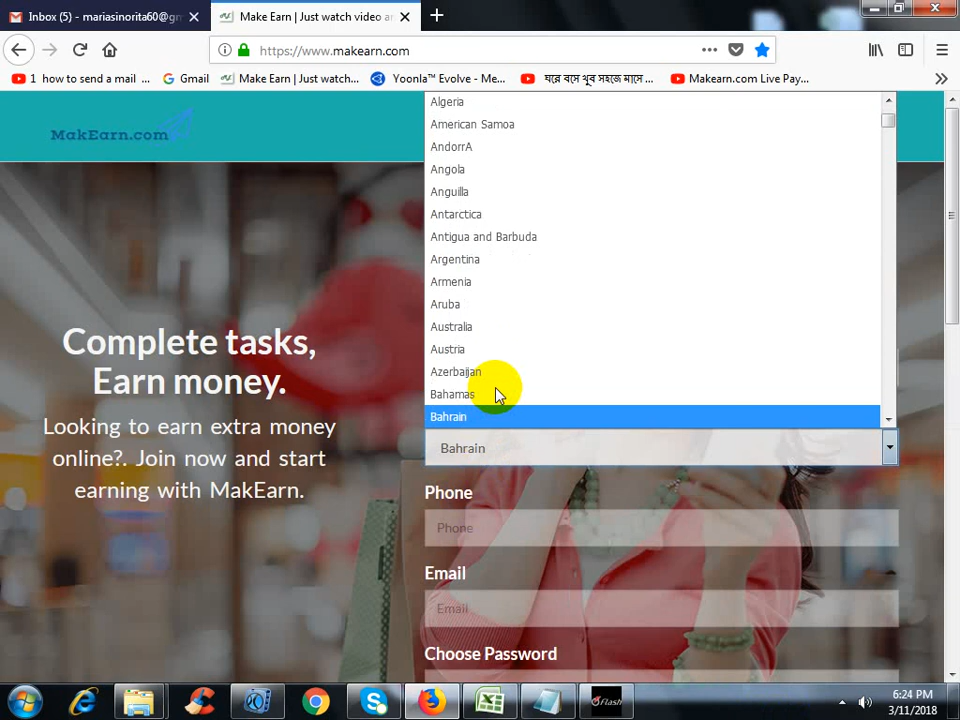 Inbox (5) - mariasinorita60@gm
Make Earn | Just watch video an
https://www.makearn.com
1 how to send a mail ...
Gmail
Make Earn | Just watch...
Yoonla™ Evolve - Me...
ঘরে বসে খুব সহজে মাসে ...
Makearn.com Live Pay...
MakEarn.com
Algeria
American Samoa
AndorrA
Angola
Anguilla
Antarctica
Antigua and Barbuda
Argentina
Armenia
Aruba
Australia
Austria
Azerbaijan
Bahamas
Bahrain
Bahrain
Complete tasks,
Earn money.
Looking to earn extra money
online?. Join now and start
earning with MakEarn.
Phone
Phone
Email
Email
Choose Password
Flash
6:24 PM
3/11/2018